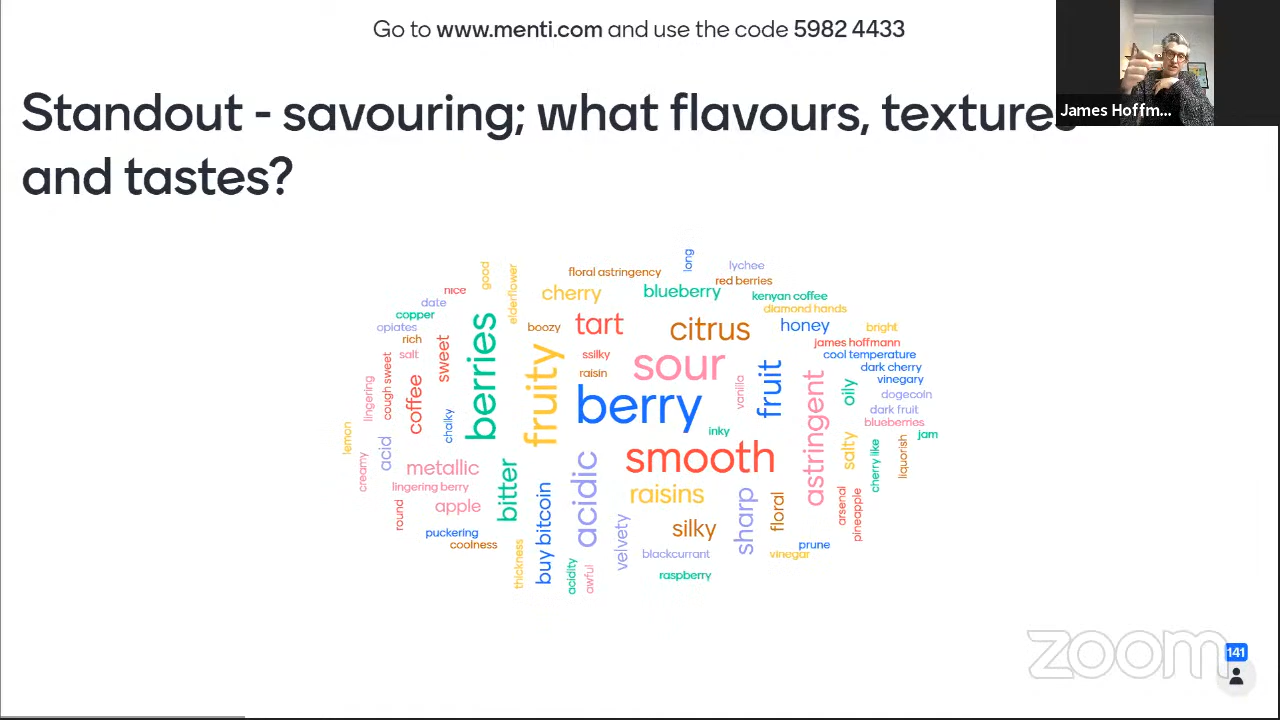 Go to www.menti.com and use the code 5982 4433
James Hoffm...
Standout - savouring; what flavours, textures
and tastes?
long
lychee
good
elderflower
floral astringency
red berries
nice
cherry
blueberry
kenyan coffee
date
diamond hands
copper
opiates
boozy
tart
citrus
honey
bright
rich
james hoffmann
salt
sweet
berries
fruity
ssilky
sour
cool temperature
dark cherry
raisin
vinegary
lingering
cough sweet
coffee
vanilla
fruit
astringent
oily
dogecoin
berry
dark fruit
blueberries
chalky
inky
jam
lemon
creamy
acid
metallic
smooth
salty
cherry like
liquorish
lingering berry
bitter
acidic
raisins
sharp
floral
arsenal
pineapple
round
apple
buy bitcoin
silky
puckering
coolness
velvety
blackcurrant
prune
vinegar
thickness
acidity
awful
raspberry
zoom
141